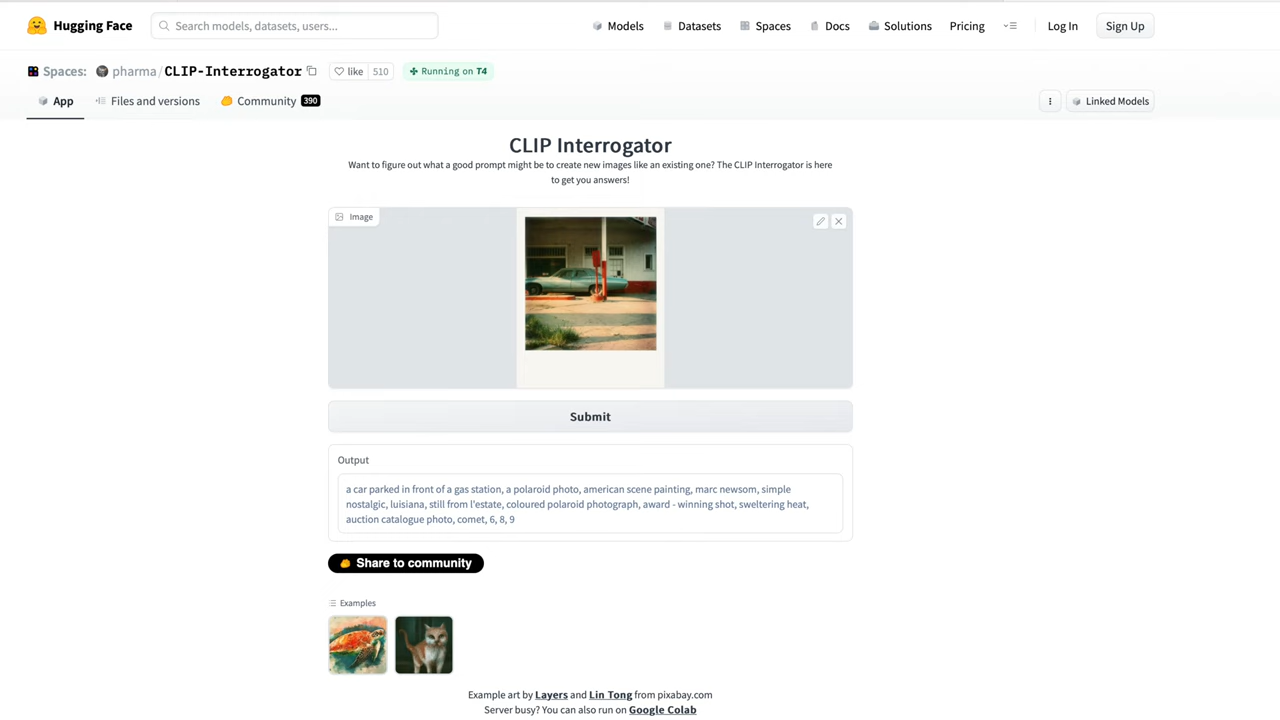 Hugging Face
Search models, datasets, users...
Models
Datasets
Spaces
Docs
Solutions
Pricing
Log In
Sign Up
Spaces: pharma/CLIP-Interrogator
like 510
Running on T4
App
Files and versions
Community 390
Linked Models
CLIP Interrogator
Want to figure out what a good prompt might be to create new images like an existing one? The CLIP Interrogator is here
to get you answers!
Image
Submit
Output
a car parked in front of a gas station, a polaroid photo, american scene painting, marc newsom, simple
nostalgic, luisiana, still from l'estate, coloured polaroid photograph, award - winning shot, sweltering heat,
auction catalogue photo, comet, 6, 8, 9
Share to community
Examples
Example art by Layers and Lin Tong from pixabay.com
Server busy? You can also run on Google Colab